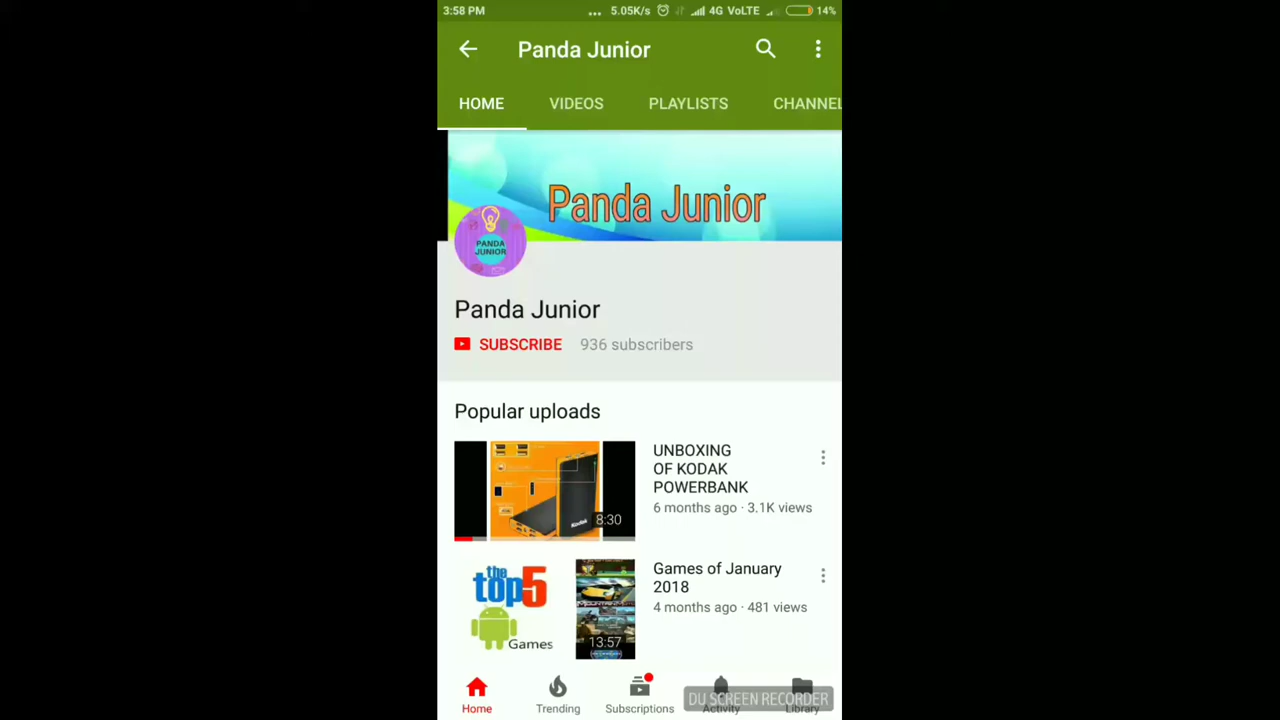 3:58 PM ... 5.05K/s 4G VoLTE 14%
Panda Junior
HOME VIDEOS PLAYLISTS CHANNEL
Panda Junior
PANDA
JUNIOR
Panda Junior
SUBSCRIBE 936 subscribers
Popular uploads
UNBOXING
OF KODAK
POWERBANK
6 months ago · 3.1K views
Kodak
8:30
the
top5
Games
13:57
Games of January
2018
4 months ago · 481 views
Home Trending Subscriptions Activity Library
DU SCREEN RECORDER